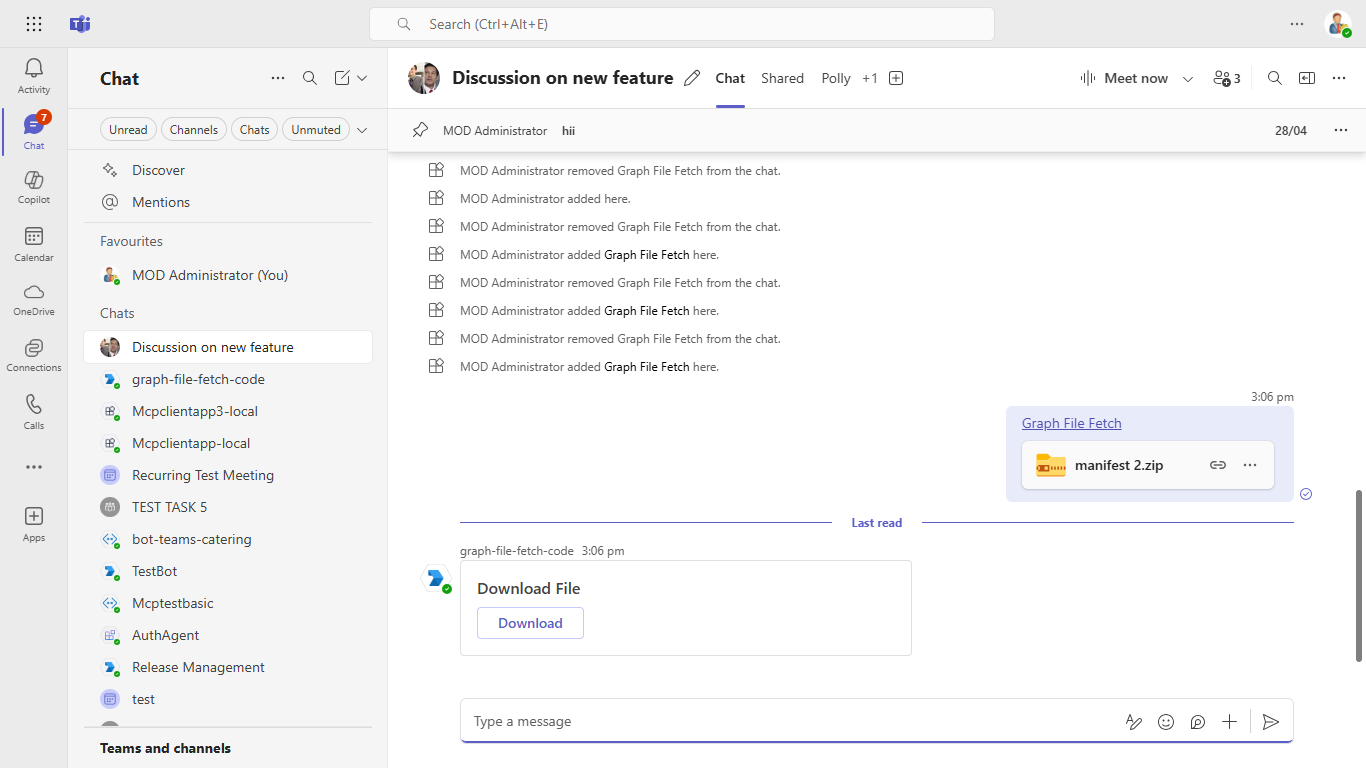 Search (Ctrl+Alt+E)
Activity
7
Chat
Copilot
Calendar
OneDrive
Connections
Calls
Apps
Chat
Unread
Channels
Chats
Unmuted
Discover
Mentions
Favourites
MOD Administrator (You)
Chats
Discussion on new feature
graph-file-fetch-code
Mcpclientapp3-local
Mcpclientapp-local
Recurring Test Meeting
TEST TASK 5
bot-teams-catering
TestBot
Mcptestbasic
AuthAgent
Release Management
test
Teams and channels
Discussion on new feature Chat Shared Polly +1 Meet now 3
MOD Administrator hii 28/04
MOD Administrator removed Graph File Fetch from the chat.
MOD Administrator added here.
MOD Administrator removed Graph File Fetch from the chat.
MOD Administrator added Graph File Fetch here.
MOD Administrator removed Graph File Fetch from the chat.
MOD Administrator added Graph File Fetch here.
MOD Administrator removed Graph File Fetch from the chat.
MOD Administrator added Graph File Fetch here.
3:06 pm
Graph File Fetch
manifest 2.zip
Last read
graph-file-fetch-code 3:06 pm
Download File
Download
Type a message